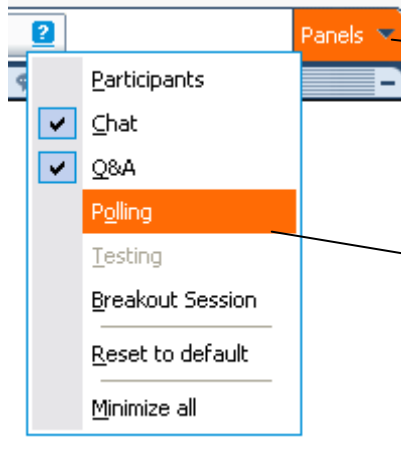 ?
Panels
Participants
Chat
Q&A
Polling
Testing
Breakout Session
Reset to default
Minimize all